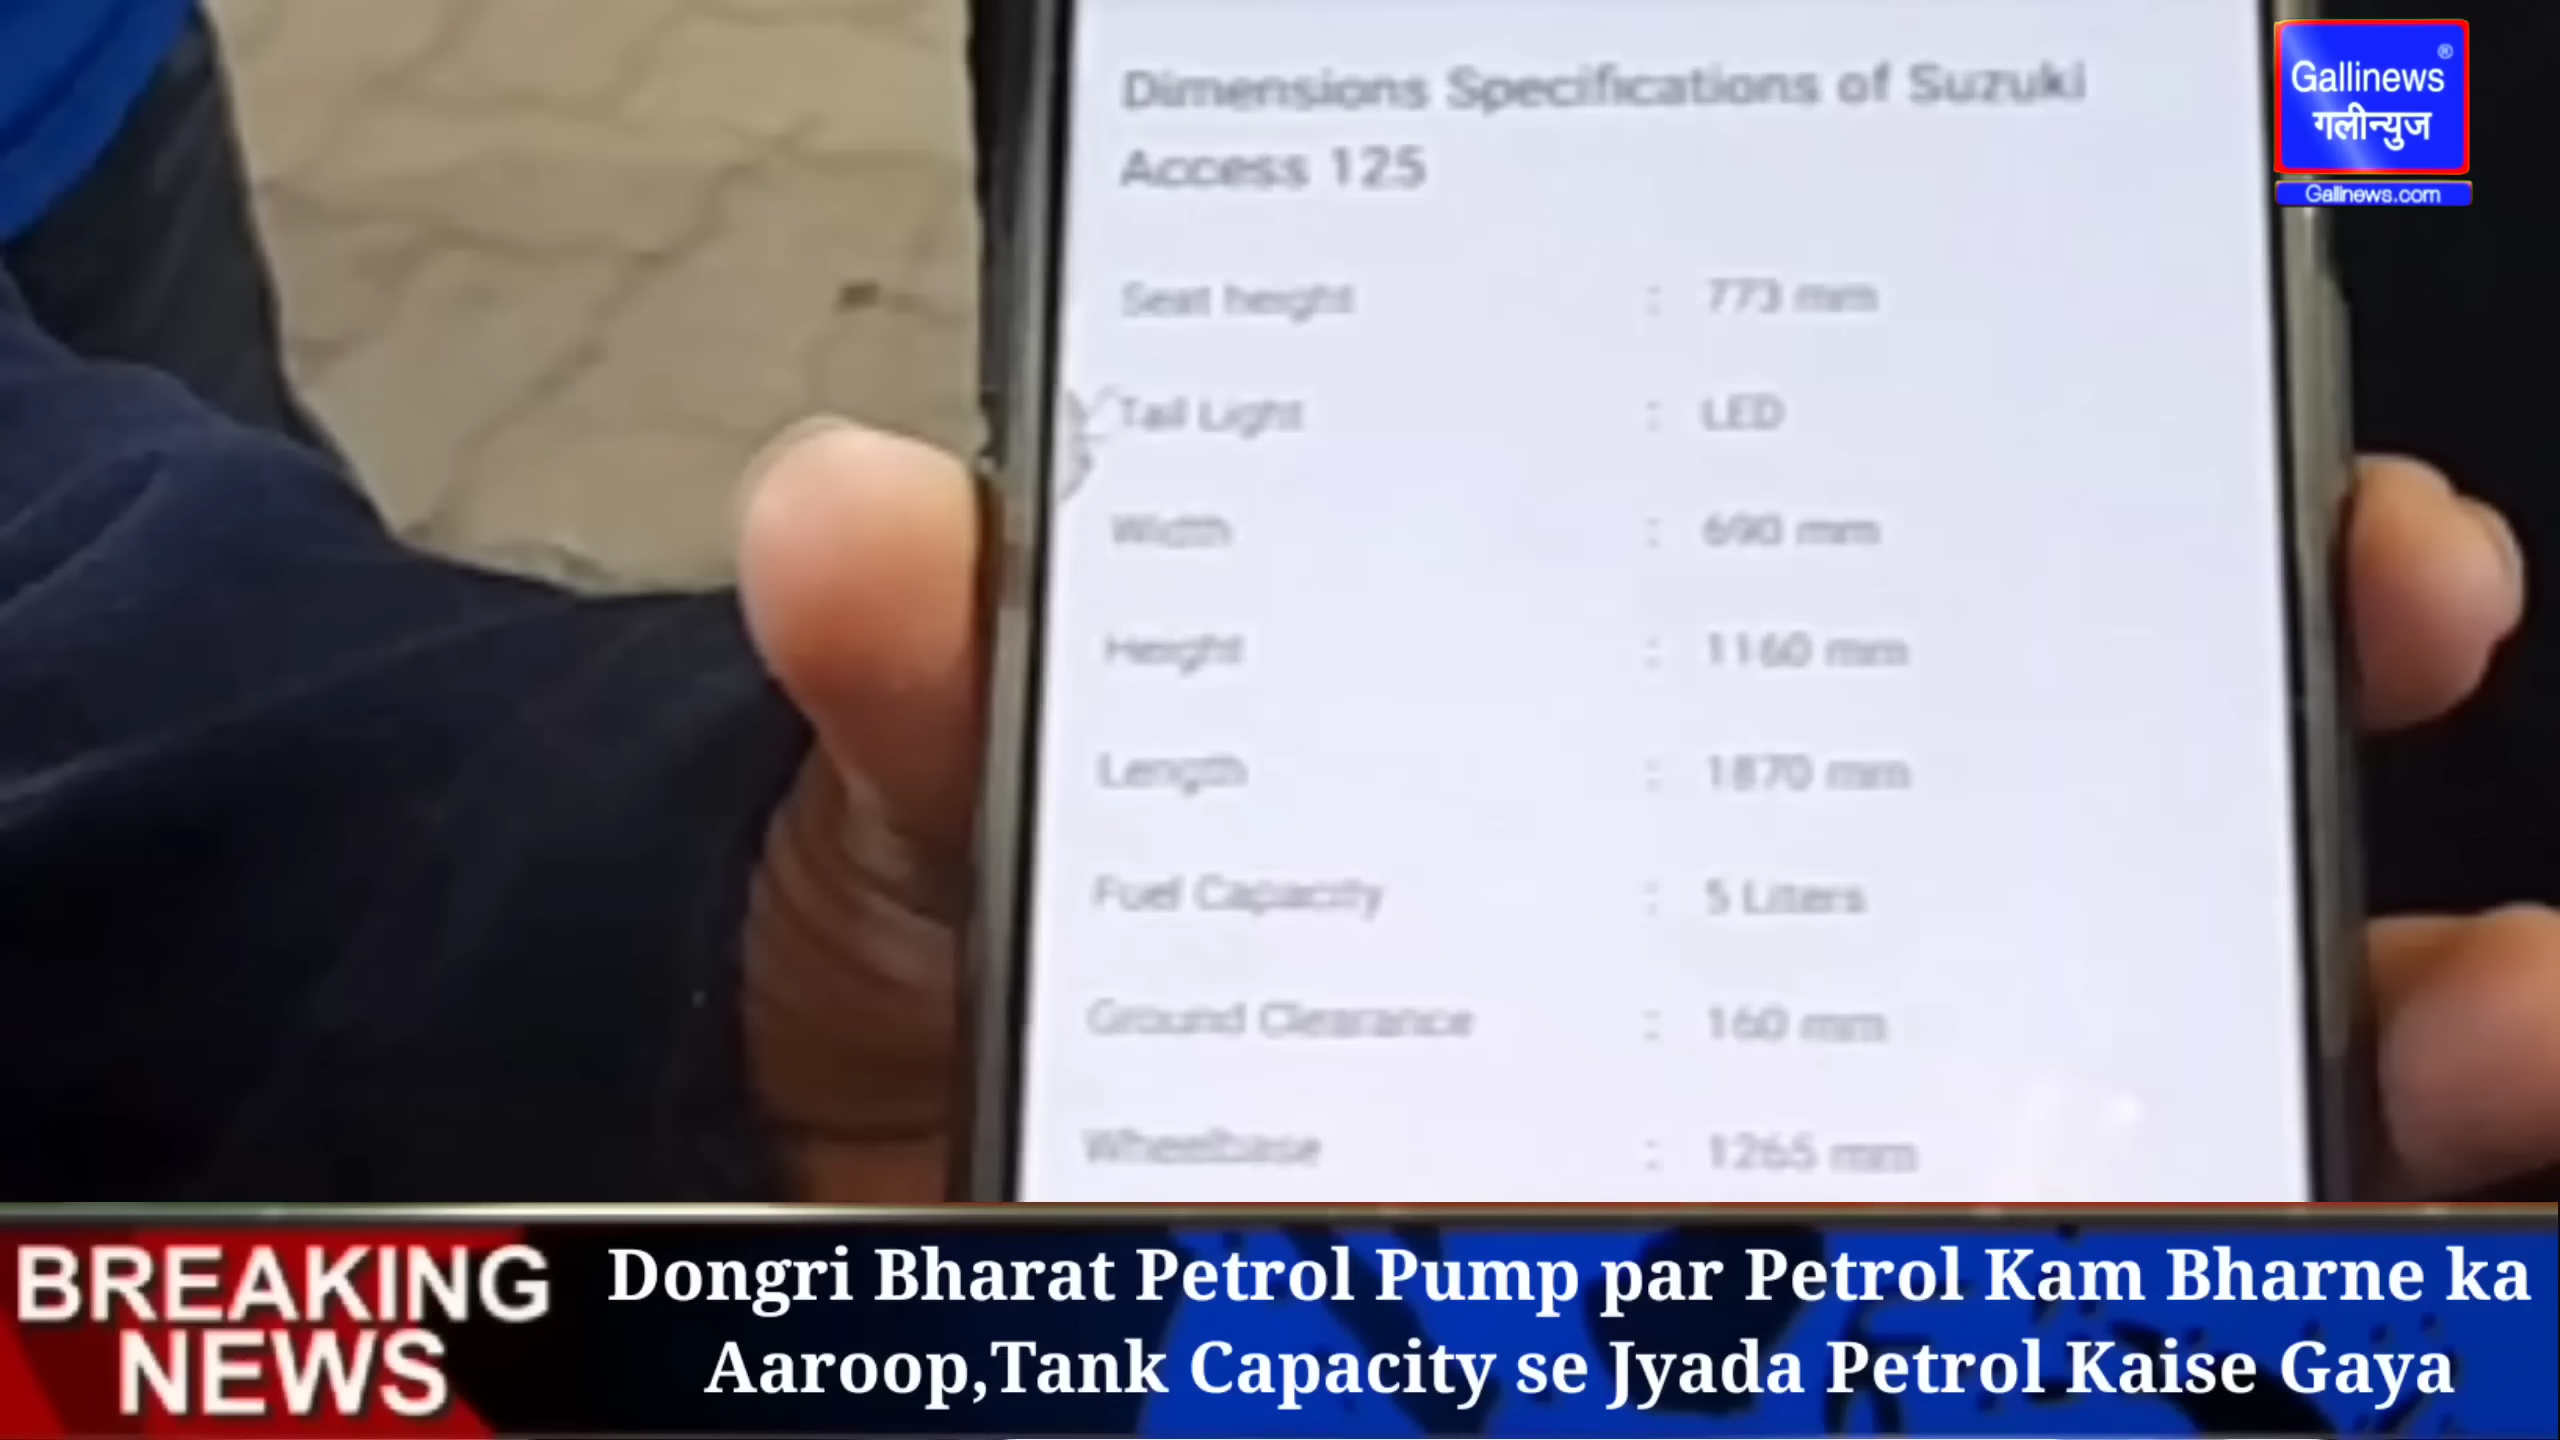 Dimensions Specifications of Suzuki
Access 125
Seat height : 773 mm
Tail Light : LED
Width : 690 mm
Height : 1160 mm
Length : 1870 mm
Fuel Capacity : 5 Liters
Ground Clearance : 160 mm
Wheelbase : 1265 mm
Gallinews®
गलीन्युज
Gallnews.com
BREAKING
NEWS
Dongri Bharat Petrol Pump par Petrol Kam Bharne ka
Aaroop,Tank Capacity se Jyada Petrol Kaise Gaya